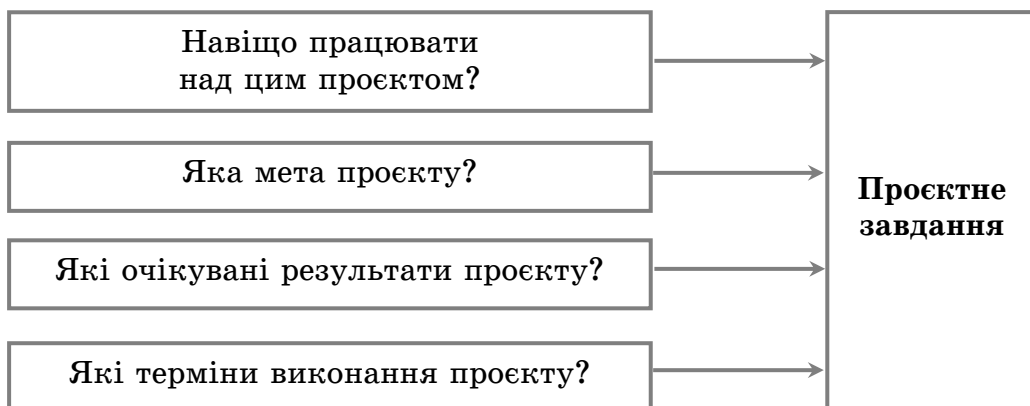 Навіщо працювати
над цим проєктом?
Яка мета проєкту?
Які очікувані результати проєкту?
Які терміни виконання проєкту?
Проєктне
завдання